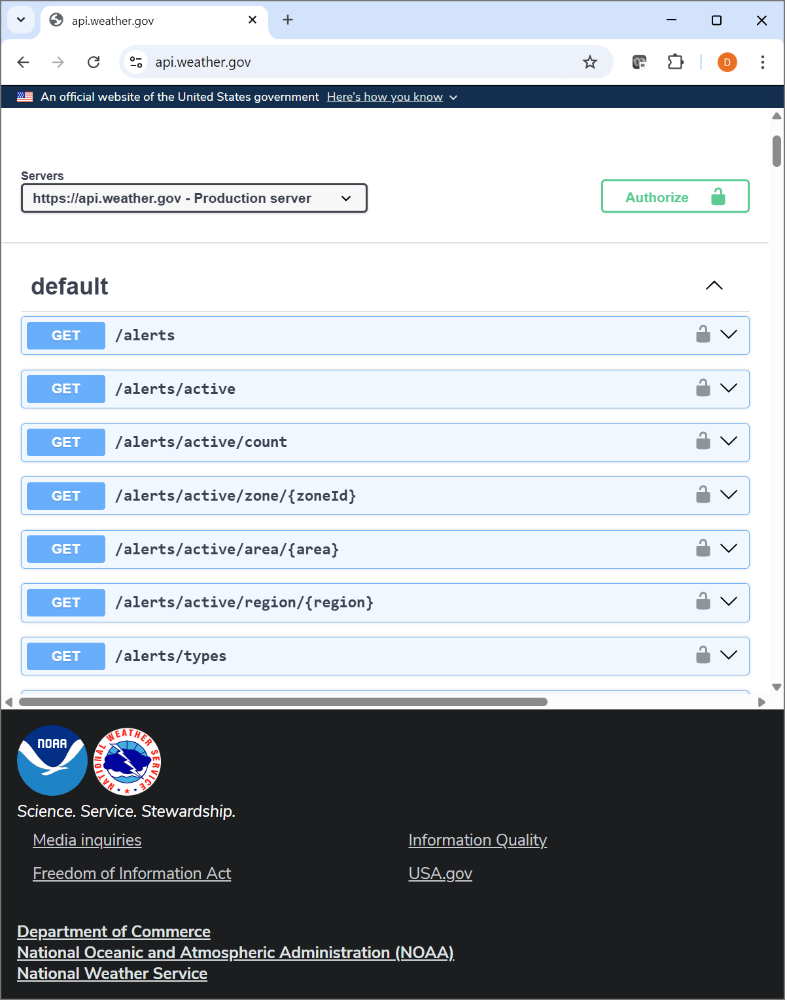 api.weather.gov
api.weather.gov
D
An official website of the United States government Here's how you know
Servers
https://api.weather.gov - Production server
Authorize
default
GET /alerts
GET /alerts/active
GET /alerts/active/count
GET /alerts/active/zone/{zoneId}
GET /alerts/active/area/{area}
GET /alerts/active/region/{region}
GET /alerts/types
NOAA
NATIONAL WEATHER SERVICE
Science. Service. Stewardship.
Media inquiries Information Quality
Freedom of Information Act USA.gov
Department of Commerce
National Oceanic and Atmospheric Administration (NOAA)
National Weather Service